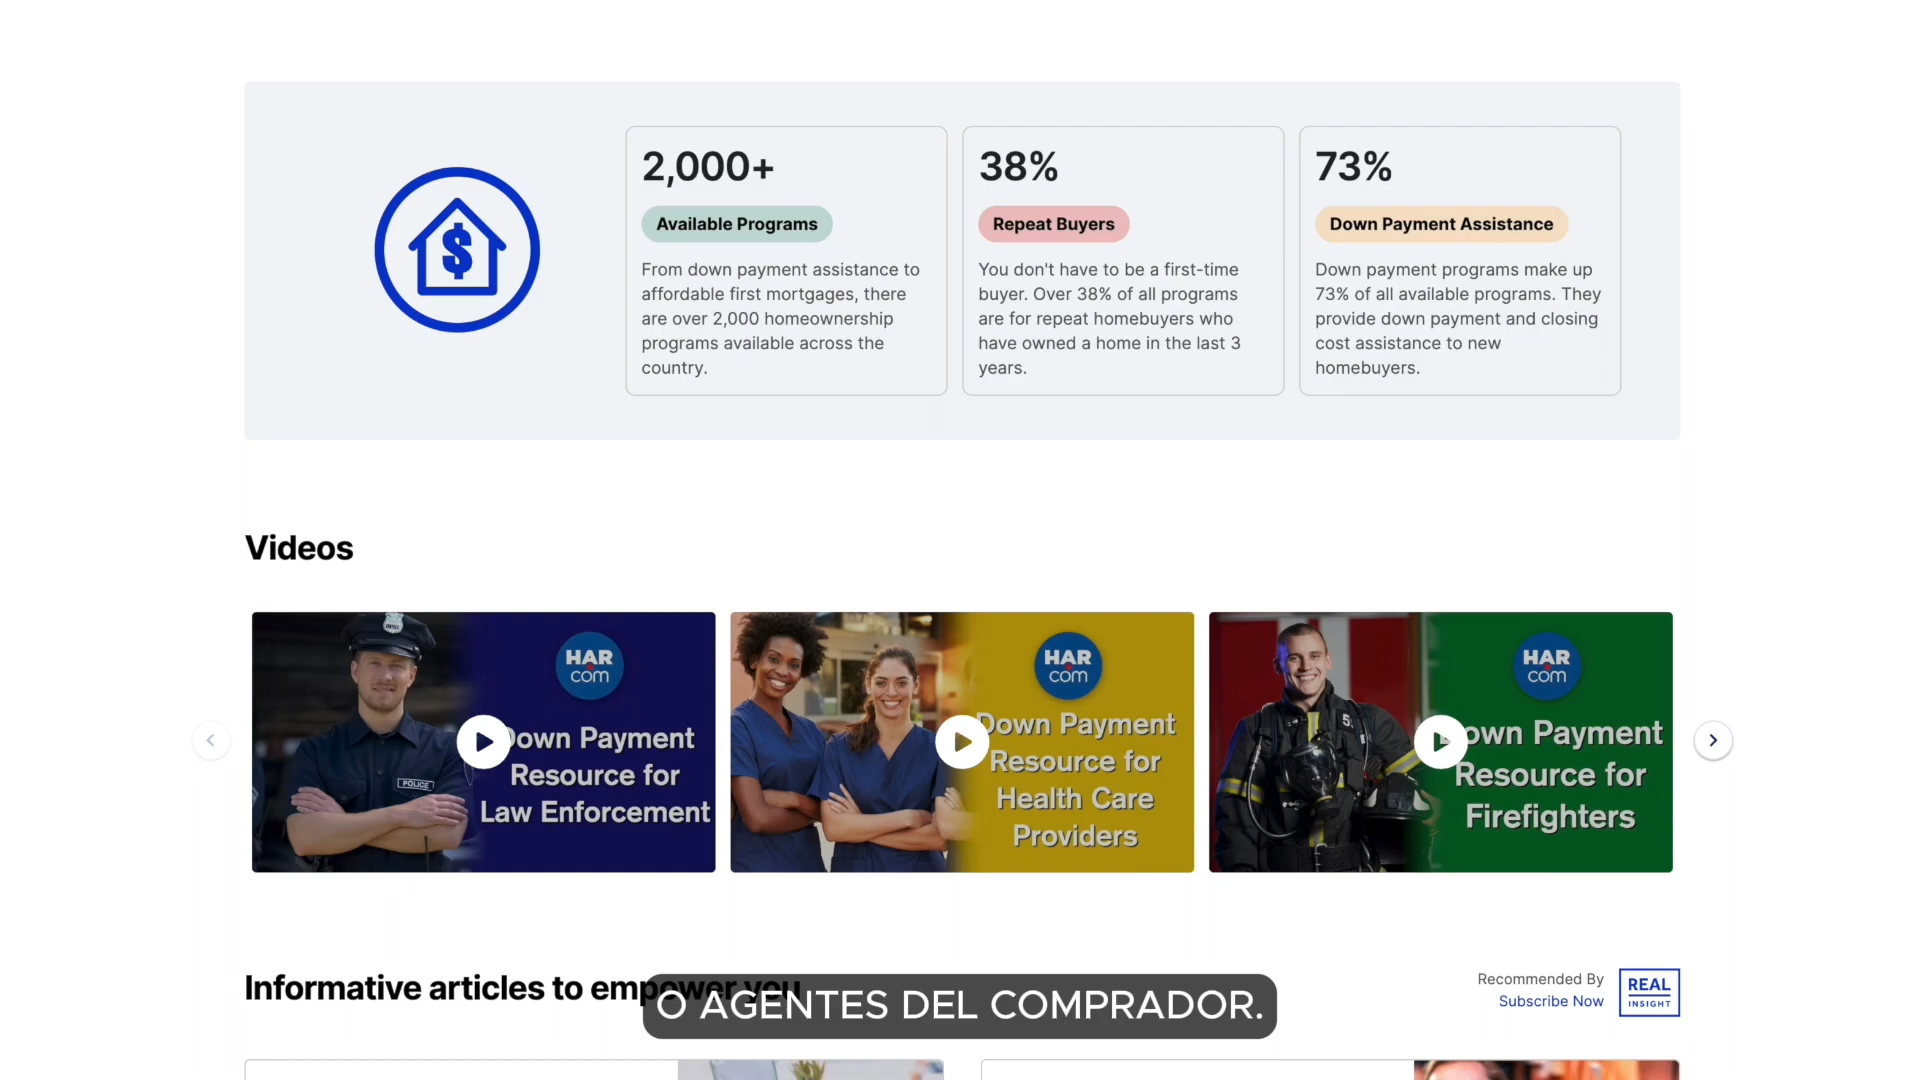 2,000+
Available Programs
From down payment assistance to
affordable first mortgages, there
are over 2,000 homeownership
programs available across the
country.
38%
Repeat Buyers
You don't have to be a first-time
buyer. Over 38% of all programs
are for repeat homebuyers who
have owned a home in the last 3
years.
73%
Down Payment Assistance
Down payment programs make up
73% of all available programs. They
provide down payment and closing
cost assistance to new
homebuyers.
$
Videos
HAR
com
Down Payment
Resource for
Law Enforcement
POLICE
HAR
com
Down Payment
Resource for
Health Care
Providers
HAR
com
Down Payment
Resource for
Firefighters
Informative articles to empower you
Recommended By
Subscribe Now
REAL
INSIGHT
O AGENTES DEL COMPRADOR.